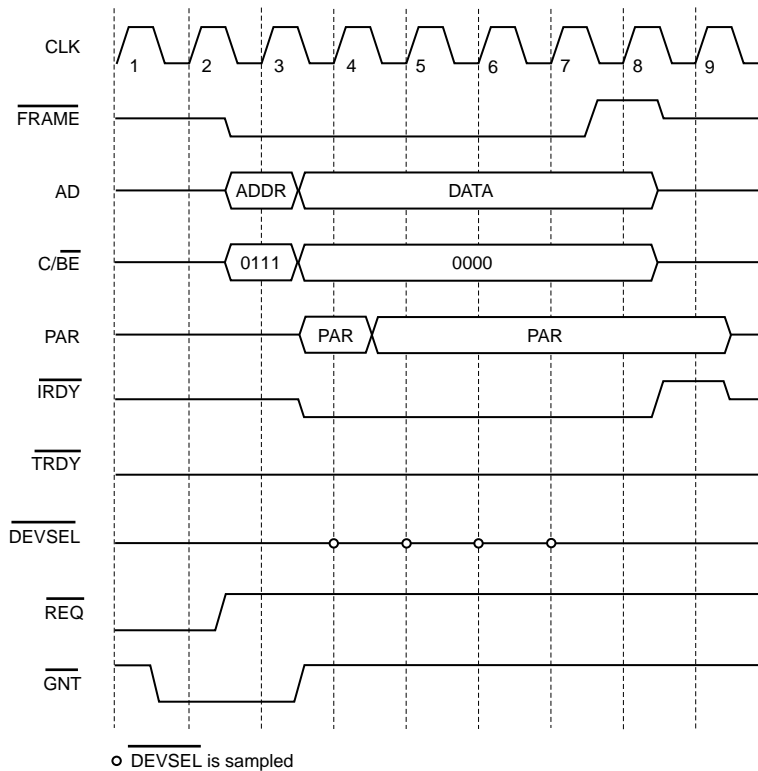 CLK
1 2 3 4 5 6 7 8 9
FRAME
AD
ADDR DATA
C/BE
0111 0000
PAR
PAR PAR
IRDY
TRDY
DEVSEL
REQ
GNT
DEVSEL is sampled